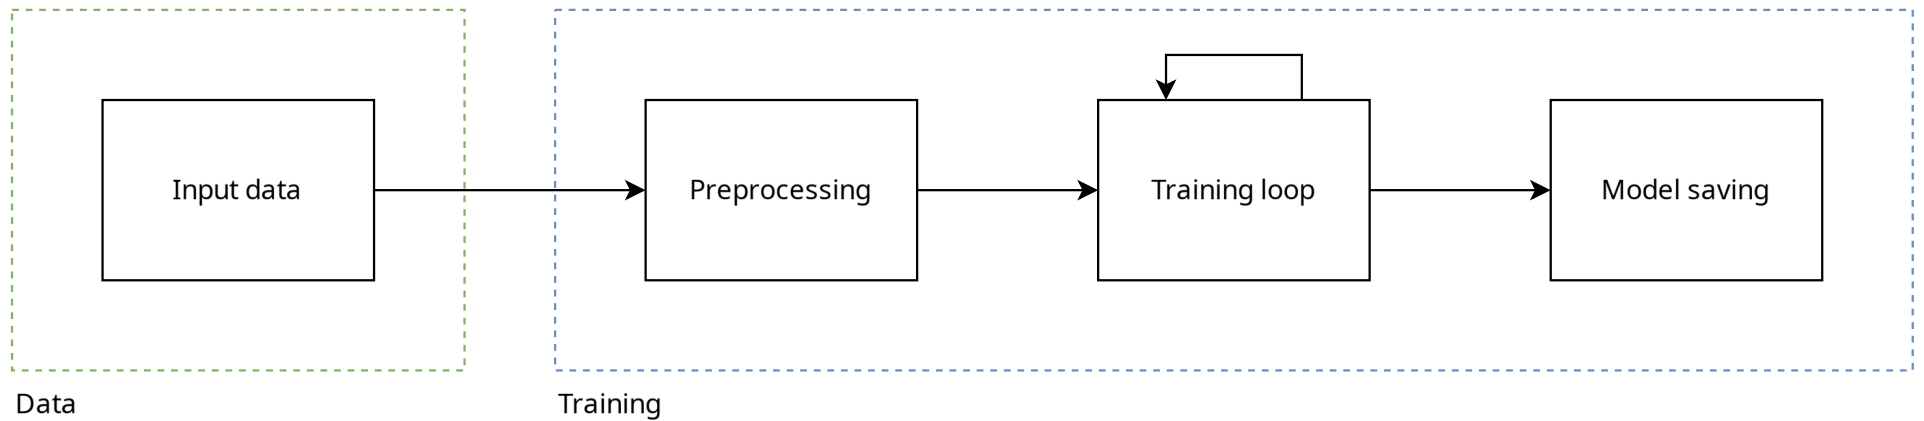 Input data
Preprocessing
Training loop
Model saving
Data
Training